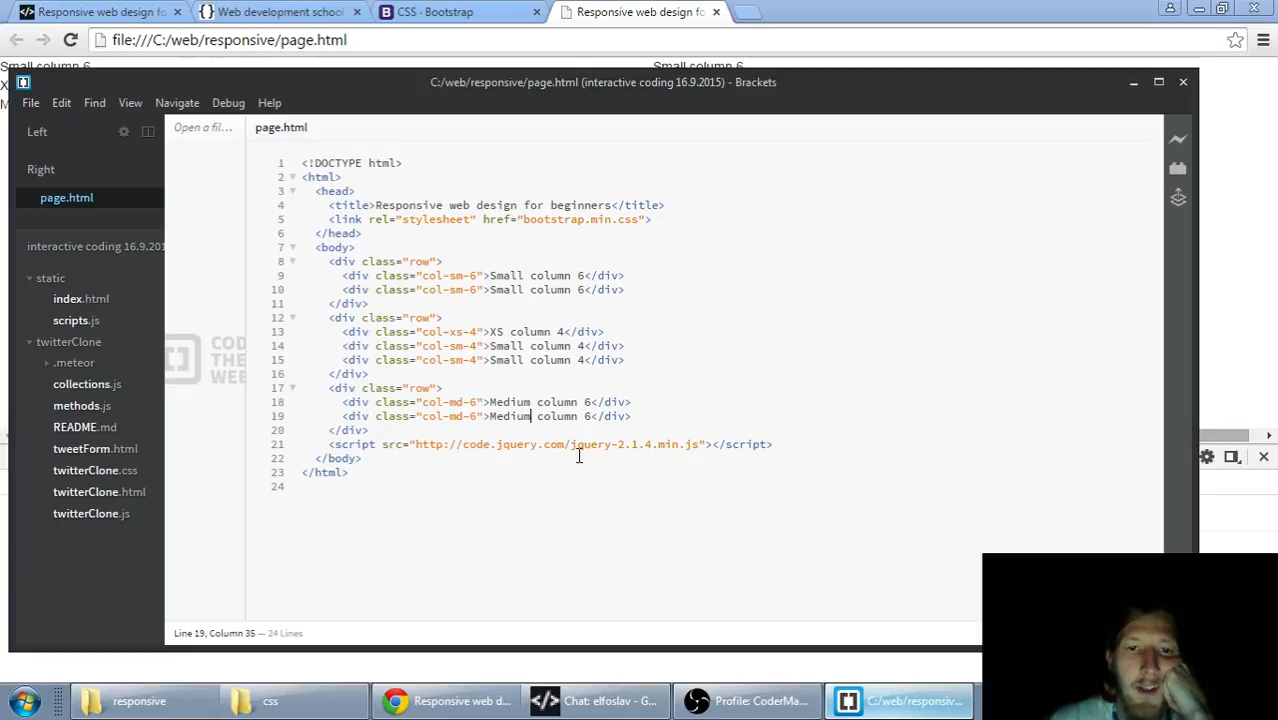 Responsive web design fo
Web development school
CSS - Bootstrap
Responsive web design fo
file:///C:/web/responsive/page.html
Small column 6
Small column 6
C:/web/responsive/page.html (interactive coding 16.9.2015) - Brackets
File Edit Find View Navigate Debug Help
Left
Open a fil...
page.html
Right
page.html
interactive coding 16.9.201
static
index.html
scripts.js
twitterClone
.meteor
collections.js
methods.js
README.md
tweetForm.html
twitterClone.css
twitterClone.html
twitterClone.js
COD
THE
WE
1 <!DOCTYPE html>
2 <html>
3 <head>
4 <title>Responsive web design for beginners</title>
5 <link rel="stylesheet" href="bootstrap.min.css">
6 </head>
7 <body>
8 <div class="row">
9 <div class="col-sm-6">Small column 6</div>
10 <div class="col-sm-6">Small column 6</div>
11 </div>
12 <div class="row">
13 <div class="col-xs-4">XS column 4</div>
14 <div class="col-sm-4">Small column 4</div>
15 <div class="col-sm-4">Small column 4</div>
16 </div>
17 <div class="row">
18 <div class="col-md-6">Medium column 6</div>
19 <div class="col-md-6">Medium column 6</div>
20 </div>
21 <script src="http://code.jquery.com/jquery-2.1.4.min.js"></script>
22 </body>
23 </html>
24
Line 19, Column 35 — 24 Lines
responsive
css
Responsive web d...
Chat: elfoslav - G...
Profile: CoderMa...
C:/web/responsiv...